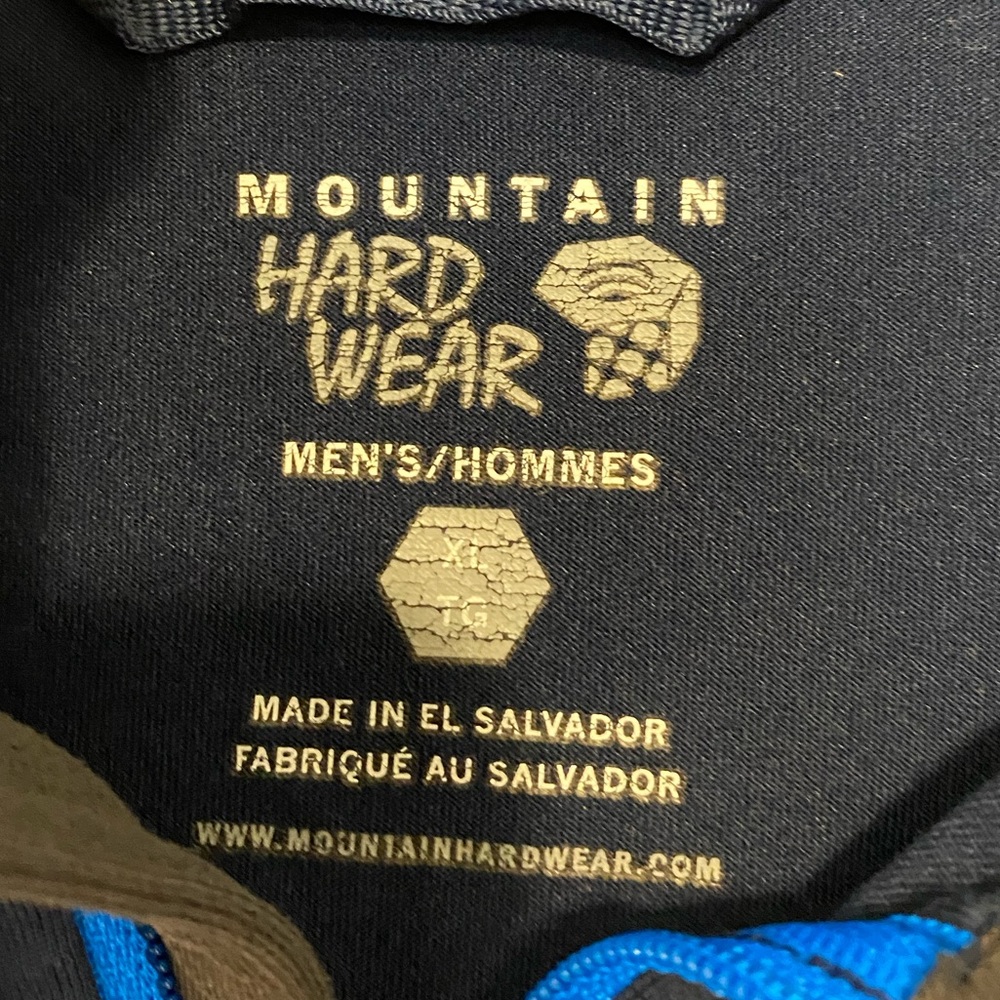 MOUNTAIN
HARD
WEAR
MEN'S/HOMMES
XL
TG
MADE IN EL SALVADOR
FABRIQUÉ AU SALVADOR
WWW.MOUNTAINHARDWEAR.COM